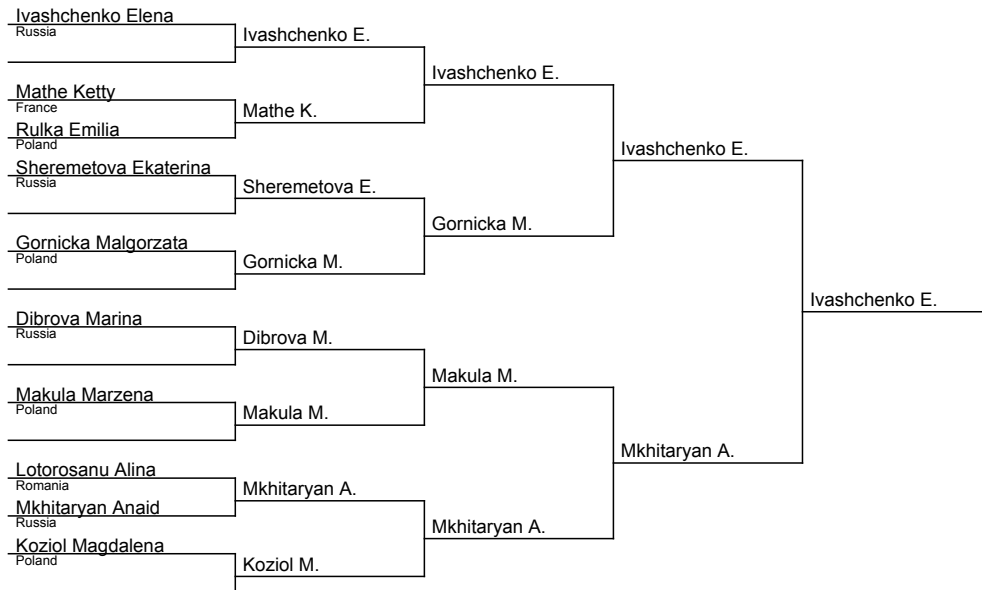 Ivashchenko Elena
Russia
Ivashchenko E.
Ivashchenko E.
Mathe Ketty
France
Mathe K.
Rulka Emilia
Poland
Ivashchenko E.
Sheremetova Ekaterina
Russia
Sheremetova E.
Gornicka M.
Gornicka Malgorzata
Poland
Gornicka M.
Ivashchenko E.
Dibrova Marina
Russia
Dibrova M.
Makula M.
Makula Marzena
Poland
Makula M.
Mkhitaryan A.
Lotorosanu Alina
Romania
Mkhitaryan A.
Mkhitaryan Anaid
Russia
Mkhitaryan A.
Koziol Magdalena
Poland
Koziol M.